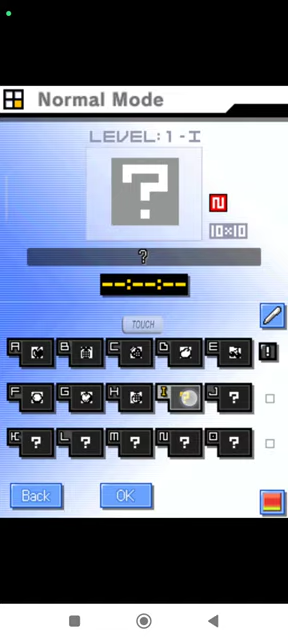 Normal Mode
LEVEL:1-I
?
N
10×10
?
--:--:--
TOUCH
A B C D E !
F G H I J ?
K ? L ? M ? N ? O ?
Back OK